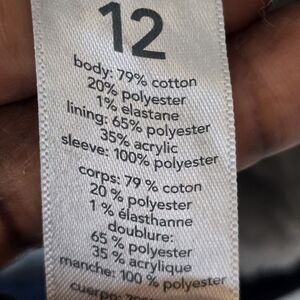 12
body: 79% cotton
20% polyester
1% elastane
lining: 65% polyester
35% acrylic
sleeve: 100% polyester
corps: 79 % coton
20 % polyester
1 % élasthanne
doublure:
65 % polyester
35 % acrylique
manche: 100 % polyester
cuerpo: